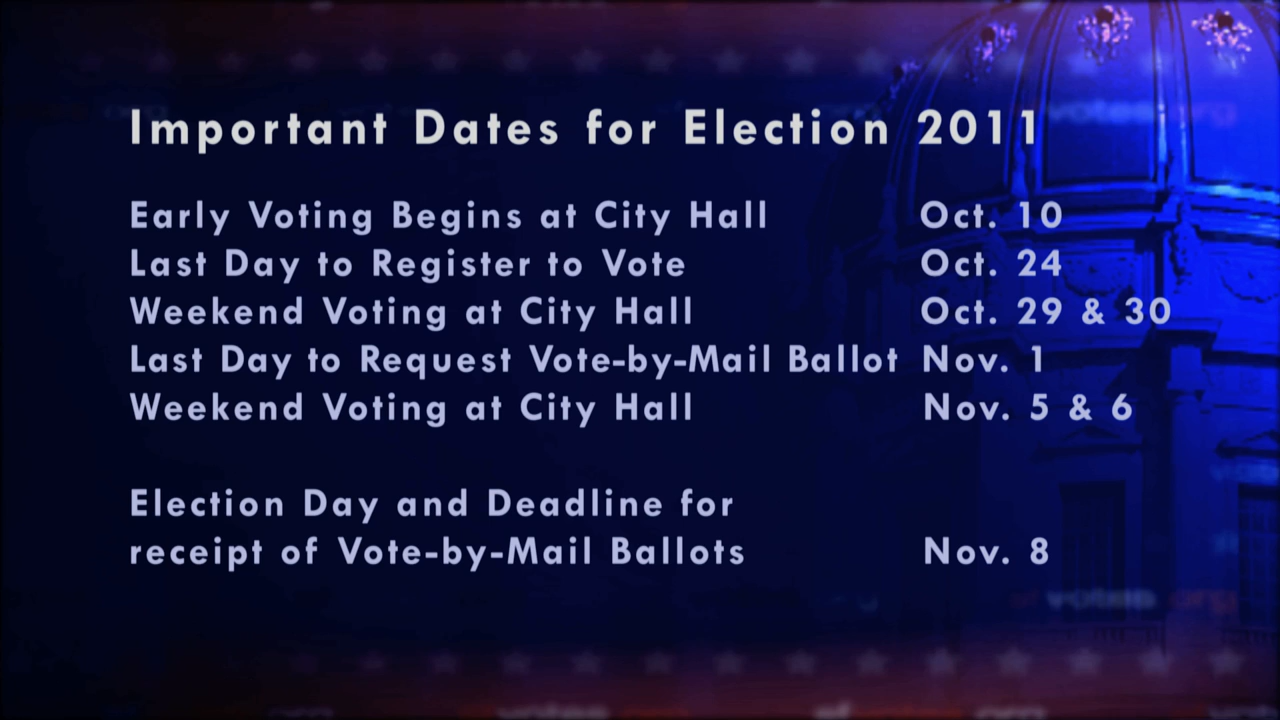 Important Dates for Election 2011
Early Voting Begins at City Hall Oct. 10
Last Day to Register to Vote Oct. 24
Weekend Voting at City Hall Oct. 29 & 30
Last Day to Request Vote-by-Mail Ballot Nov. 1
Weekend Voting at City Hall Nov. 5 & 6
Election Day and Deadline for
receipt of Vote-by-Mail Ballots Nov. 8